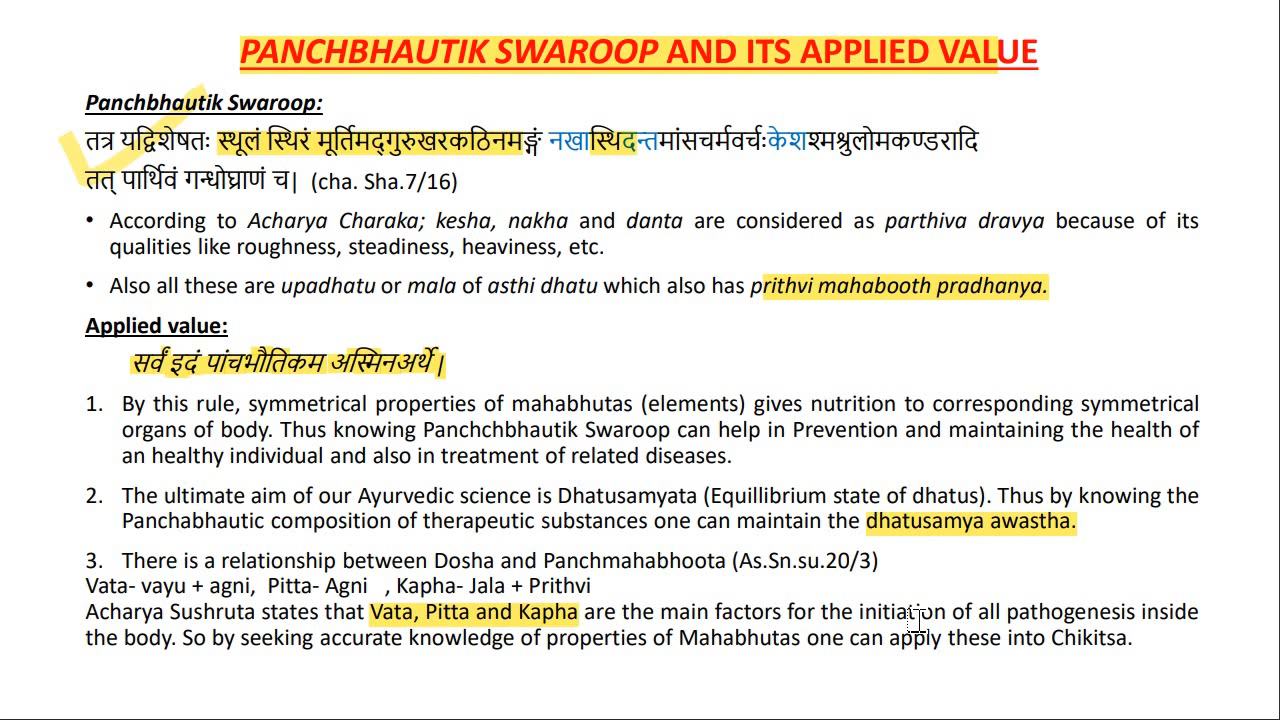 PANCHBHAUTIK SWAROOP AND ITS APPLIED VALUE
Panchbhautik Swaroop:
तत्र यद्विशेषतः स्थूलं स्थिरं मूर्तिमद्गुरुखरकठिनमङ्गं नखास्थिदन्तमांसचर्मवर्चःकेशश्मश्रुलोमकण्डरादि
तत् पार्थिवं गन्धोघ्राणं च| (cha. Sha.7/16)
• According to Acharya Charaka; kesha, nakha and danta are considered as parthiva dravya because of its
qualities like roughness, steadiness, heaviness, etc.
• Also all these are upadhatu or mala of asthi dhatu which also has prithvi mahabooth pradhanya.
Applied value:
सर्वं इदं पांचभौतिकम अस्मिनअर्थे|
1. By this rule, symmetrical properties of mahabhutas (elements) gives nutrition to corresponding symmetrical
organs of body. Thus knowing Panchchbhautik Swaroop can help in Prevention and maintaining the health of
an healthy individual and also in treatment of related diseases.
2. The ultimate aim of our Ayurvedic science is Dhatusamyata (Equillibrium state of dhatus). Thus by knowing the
Panchabhautic composition of therapeutic substances one can maintain the dhatusamya awastha.
3. There is a relationship between Dosha and Panchmahabhoota (As.Sn.su.20/3)
Vata- vayu + agni, Pitta- Agni , Kapha- Jala + Prithvi
Acharya Sushruta states that Vata, Pitta and Kapha are the main factors for the initiation of all pathogenesis inside
the body. So by seeking accurate knowledge of properties of Mahabhutas one can apply these into Chikitsa.